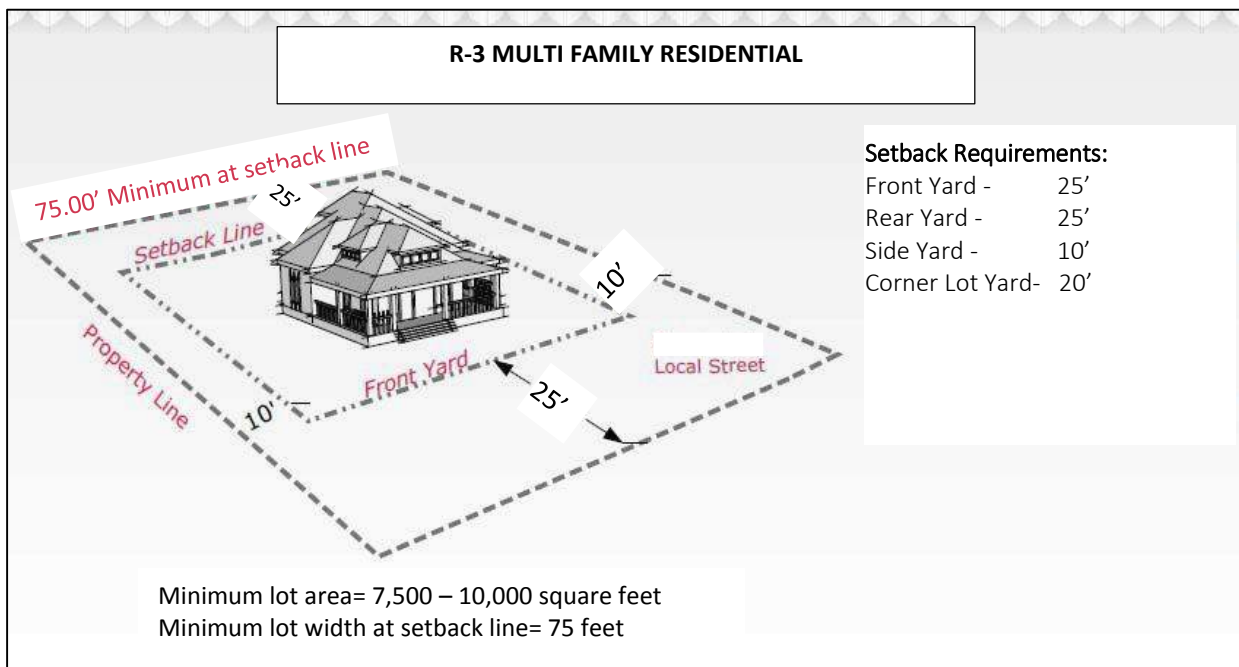 R-3 MULTI FAMILY RESIDENTIAL
75.00’ Minimum at setback line
25’
Setback Line
10’
Property Line
Front Yard
10’
25’
Local Street
Setback Requirements:
Front Yard - 25’
Rear Yard - 25’
Side Yard - 10’
Corner Lot Yard- 20’
Minimum lot area= 7,500 – 10,000 square feet
Minimum lot width at setback line= 75 feet